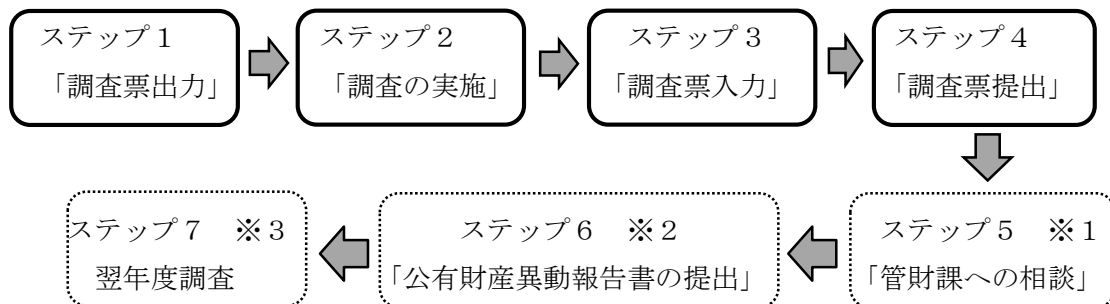 ステップ１
「調査票出力」
ステップ２
「調査の実施」
ステップ３
「調査票入力」
ステップ４
「調査票提出」
ステップ５　※１
「管財課への相談」
ステップ６　※２
「公有財産異動報告書の提出」
ステップ７　※３
翌年度調査